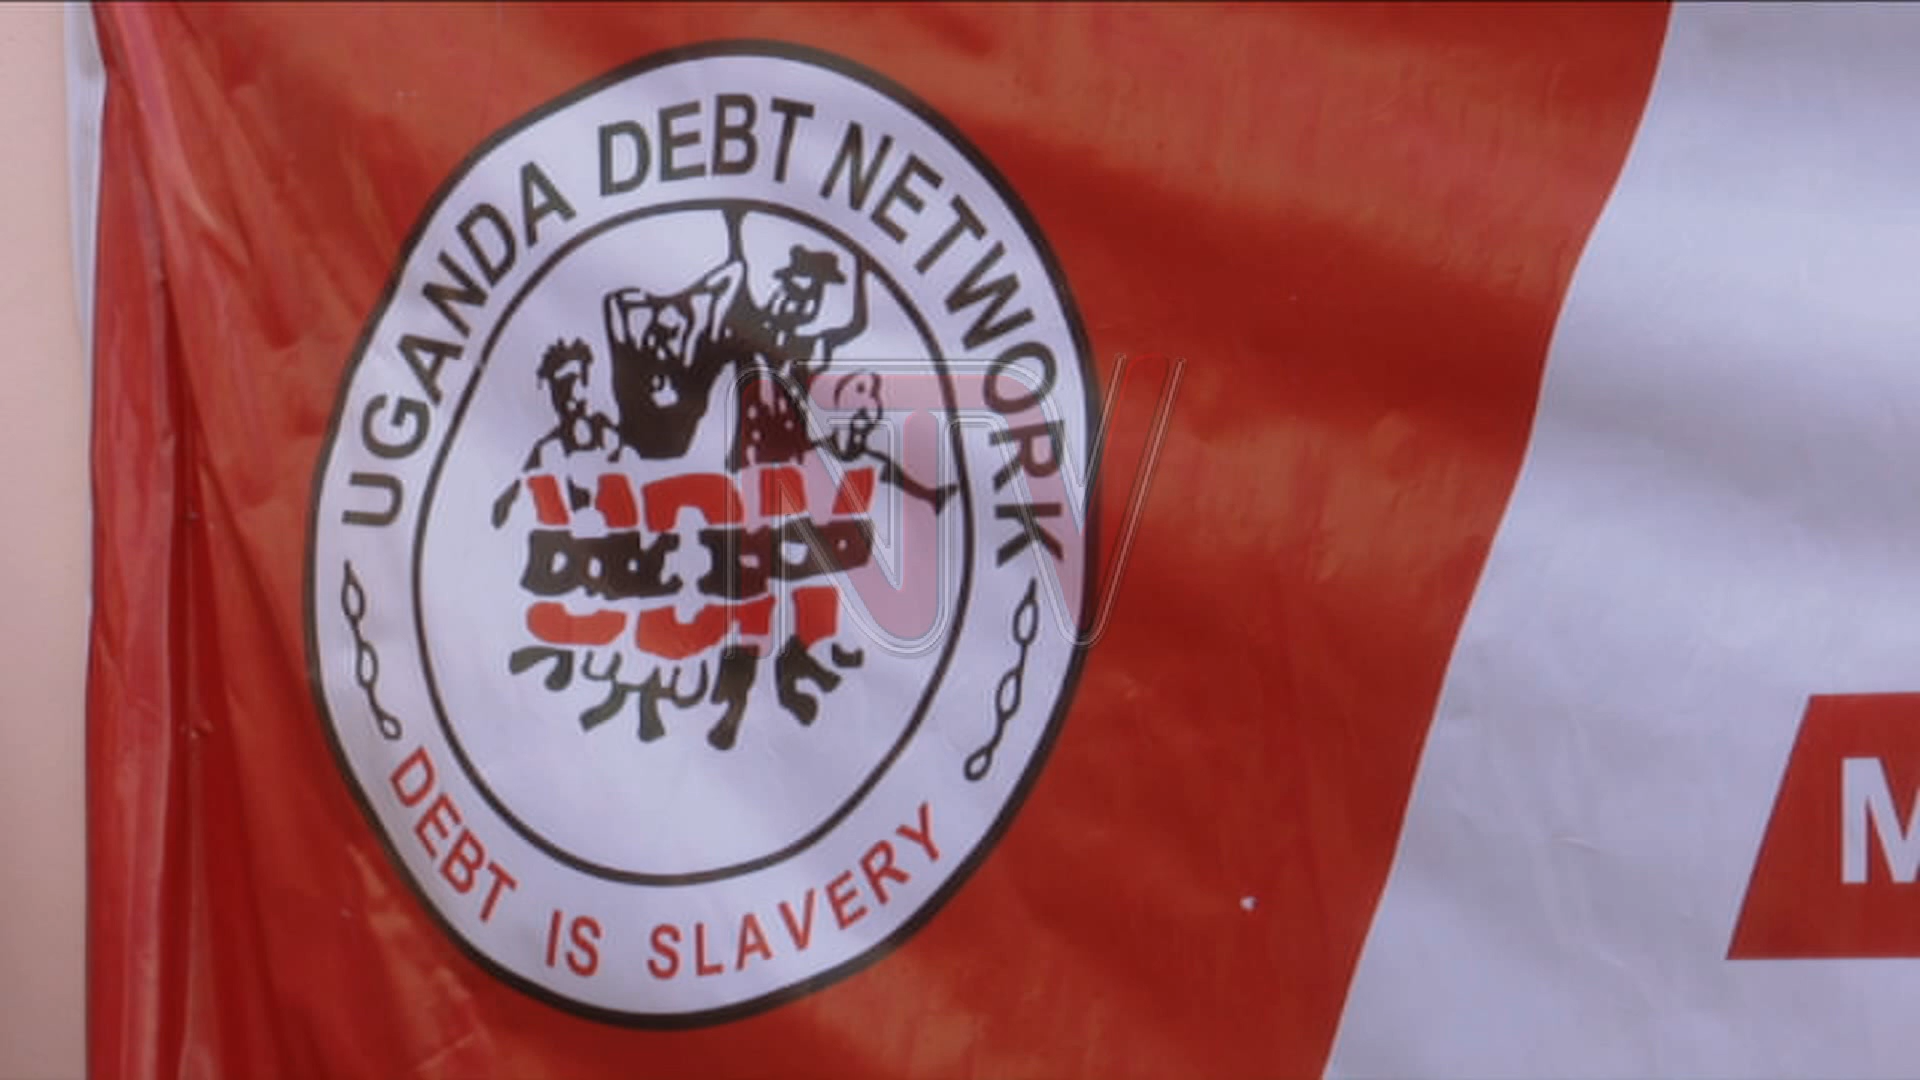 UGANDA DEBT NETWORK
UDN
DEBT IS SLAVERY
NTV
M